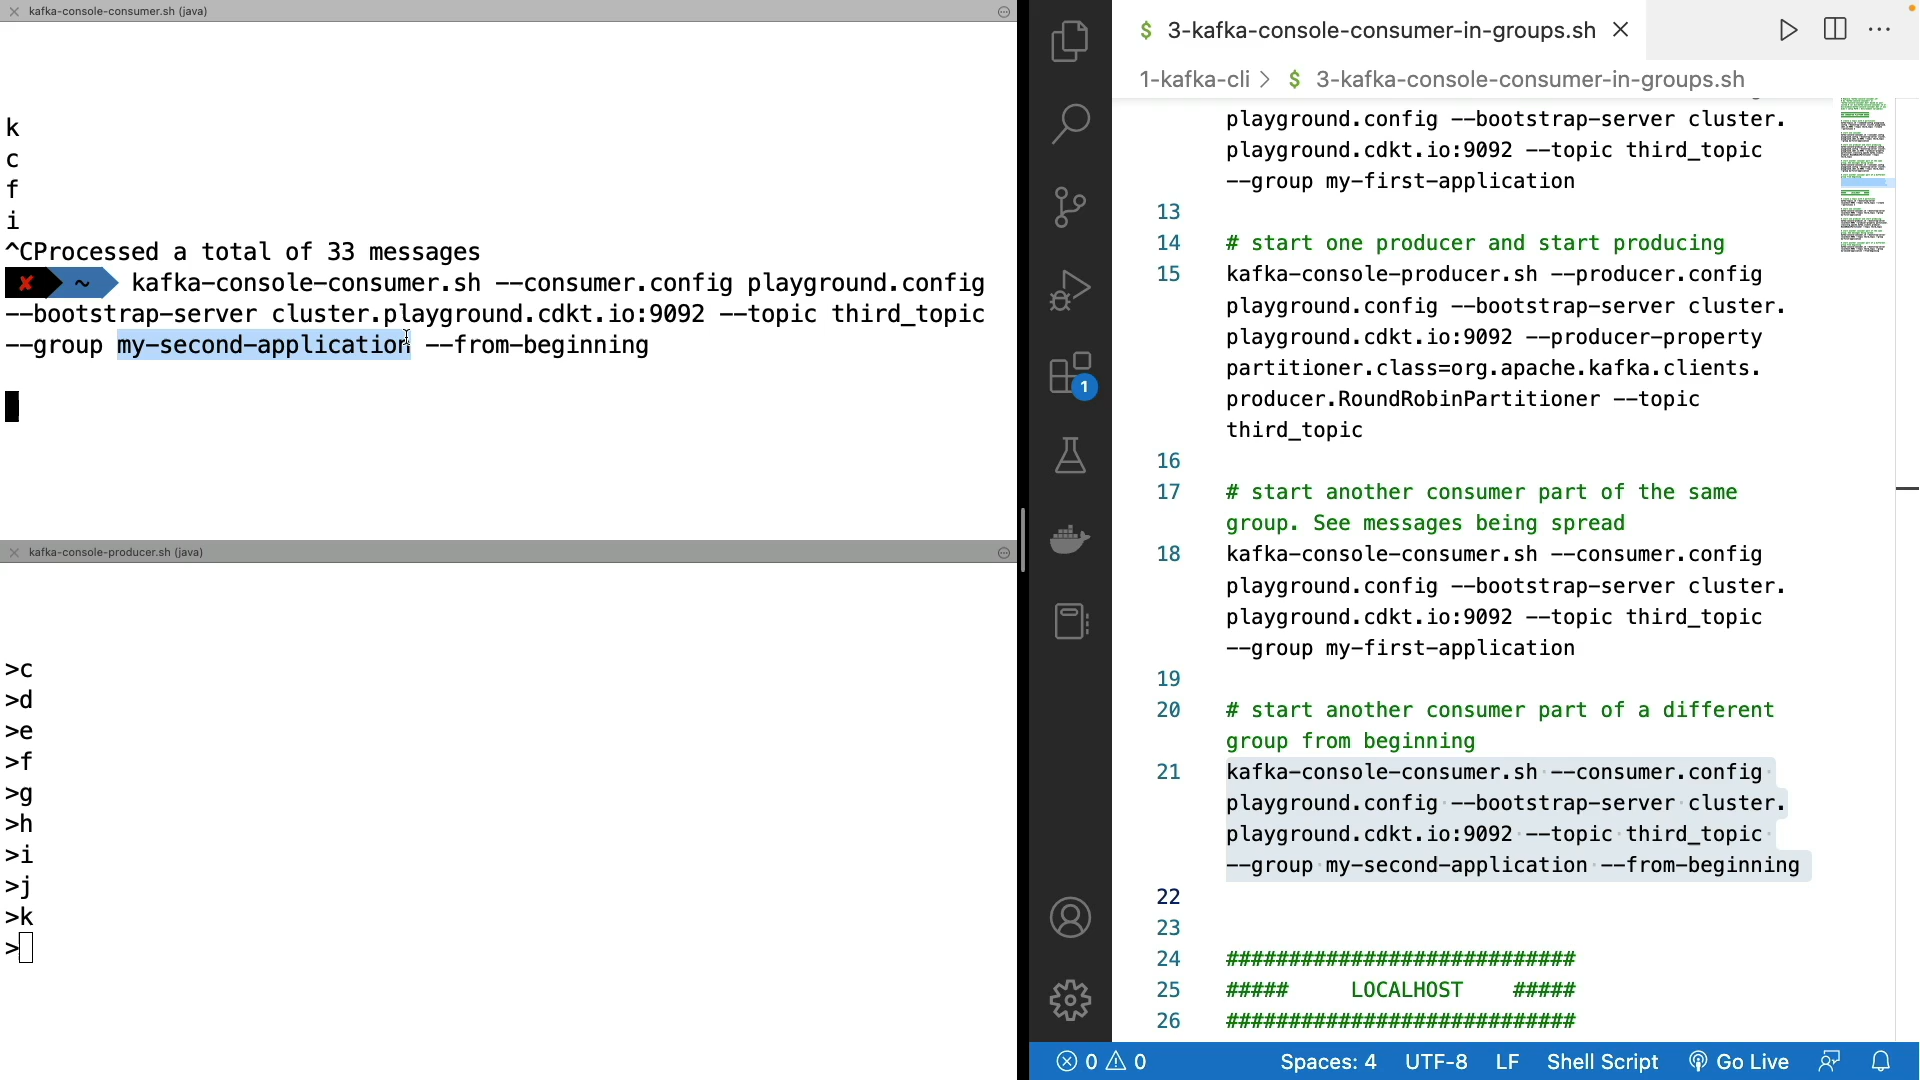 kafka-console-consumer.sh (java)
k
c
f
i
^CProcessed a total of 33 messages
✘ ~ kafka-console-consumer.sh --consumer.config playground.config
--bootstrap-server cluster.playground.cdkt.io:9092 --topic third_topic
--group my-second-application --from-beginning
kafka-console-producer.sh (java)
>c
>d
>e
>f
>g
>h
>i
>j
>k
>
1
$ 3-kafka-console-consumer-in-groups.sh
1-kafka-cli > $ 3-kafka-console-consumer-in-groups.sh
playground.config --bootstrap-server cluster.
playground.cdkt.io:9092 --topic third_topic
--group my-first-application
13
14 # start one producer and start producing
15 kafka-console-producer.sh --producer.config
playground.config --bootstrap-server cluster.
playground.cdkt.io:9092 --producer-property
partitioner.class=org.apache.kafka.clients.
producer.RoundRobinPartitioner --topic
third_topic
16
17 # start another consumer part of the same
group. See messages being spread
18 kafka-console-consumer.sh --consumer.config
playground.config --bootstrap-server cluster.
playground.cdkt.io:9092 --topic third_topic
--group my-first-application
19
20 # start another consumer part of a different
group from beginning
21 kafka-console-consumer.sh --consumer.config
playground.config --bootstrap-server cluster.
playground.cdkt.io:9092 --topic third_topic
--group my-second-application --from-beginning
22
23
24 ############################
25 ##### LOCALHOST #####
26 ############################
0 0 Spaces: 4 UTF-8 LF Shell Script Go Live